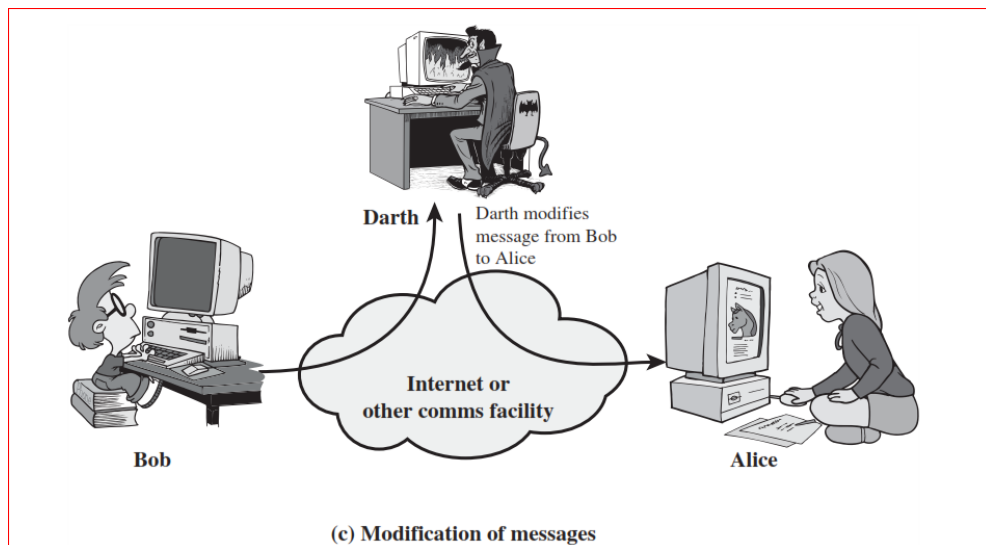 Darth
Darth modifies
message from Bob
to Alice
Internet or
other comms facility
Bob
Alice
(c) Modification of messages